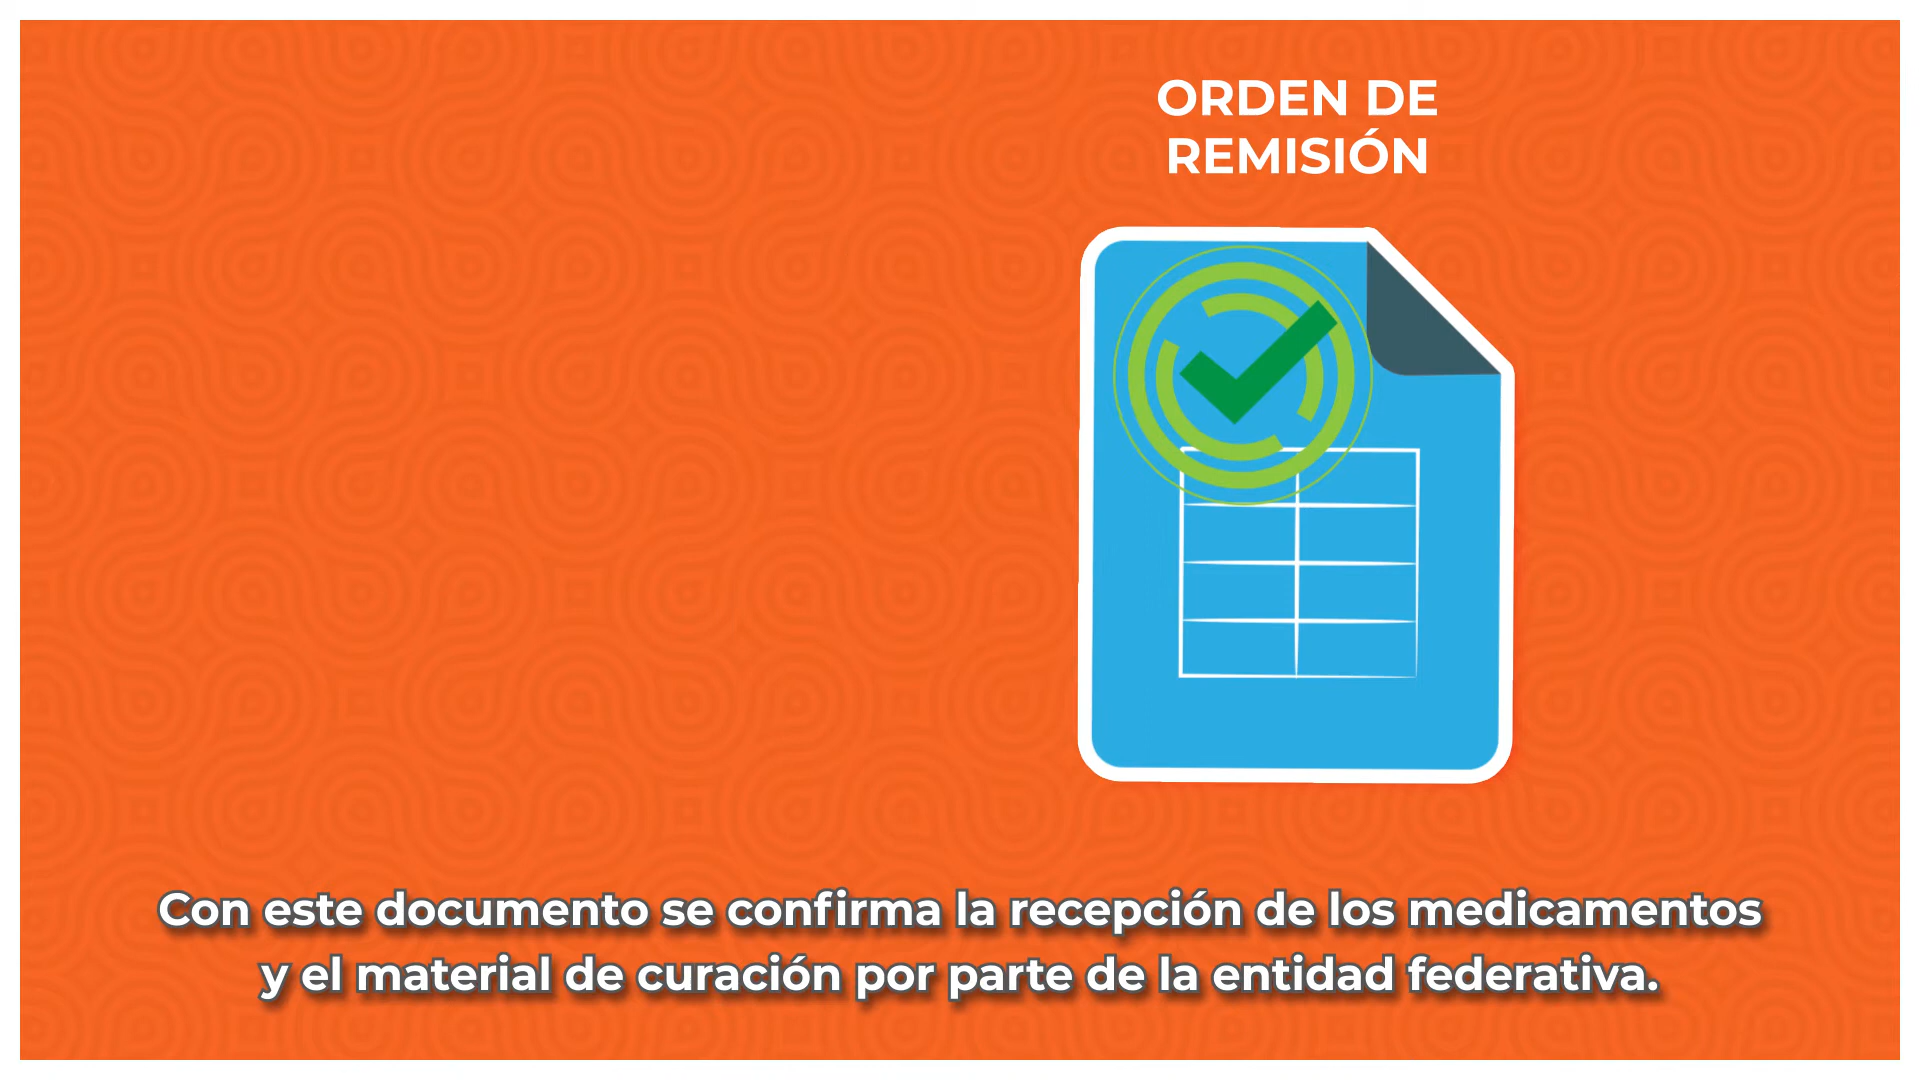 ORDEN DE
REMISIÓN
Con este documento se confirma la recepción de los medicamentos
y el material de curación por parte de la entidad federativa.